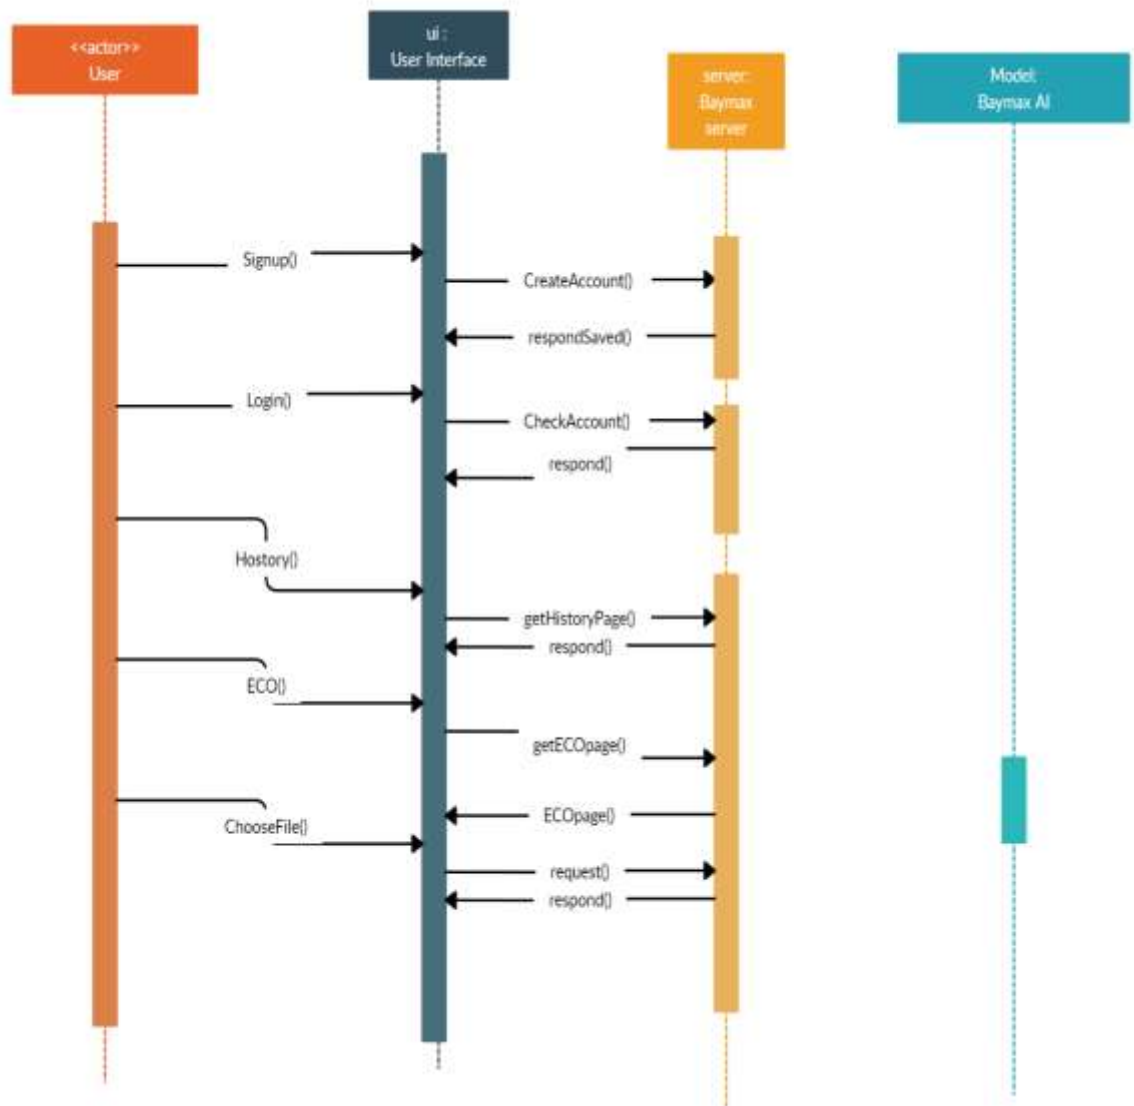 <<actor>>
User
ui :
User Interface
server:
Baymax
server
Model:
Baymax AI
Signup()
CreateAccount()
respondSaved()
Login()
CheckAccount()
respond()
Hostory()
getHistoryPage()
respond()
ECO()
getECOpage()
ECOpage()
ChooseFile()
request()
respond()